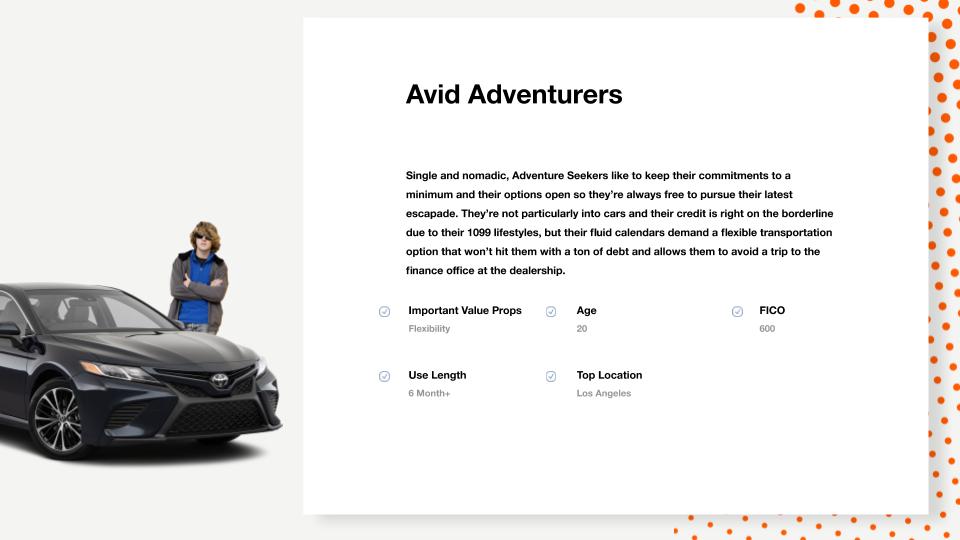 Avid Adventurers
Single and nomadic, Adventure Seekers like to keep their commitments to a
minimum and their options open so they’re always free to pursue their latest
escapade. They’re not particularly into cars and their credit is right on the borderline
due to their 1099 lifestyles, but their fluid calendars demand a flexible transportation
option that won’t hit them with a ton of debt and allows them to avoid a trip to the
finance office at the dealership.
Important Value Props
Flexibility
Age
20
FICO
600
Use Length
6 Month+
Top Location
Los Angeles